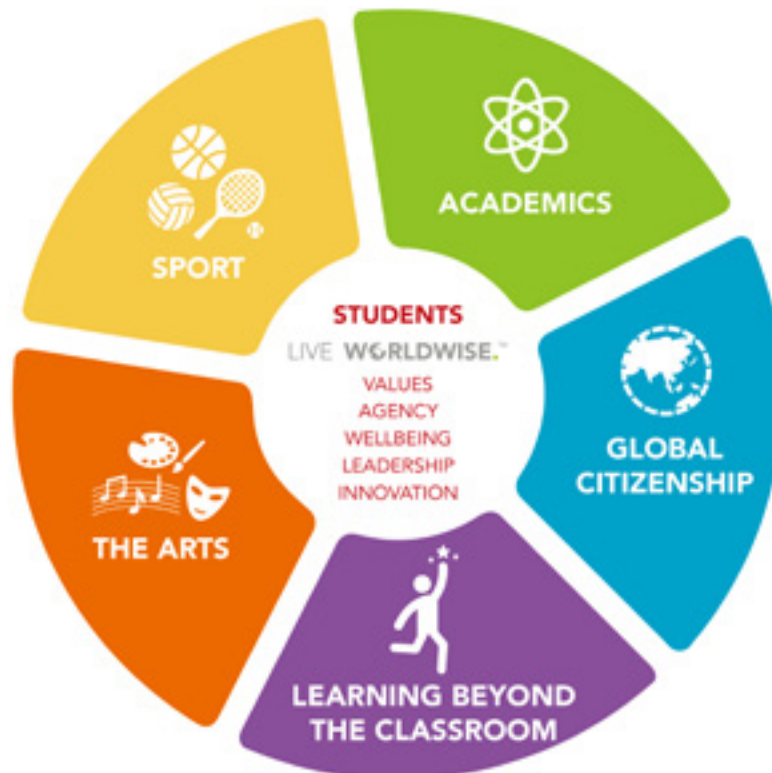 ACADEMICS
SPORT
STUDENTS
LIVE WORLDWISE.™
VALUES
AGENCY
WELLBEING
LEADERSHIP
INNOVATION
GLOBAL
CITIZENSHIP
THE ARTS
LEARNING BEYOND
THE CLASSROOM